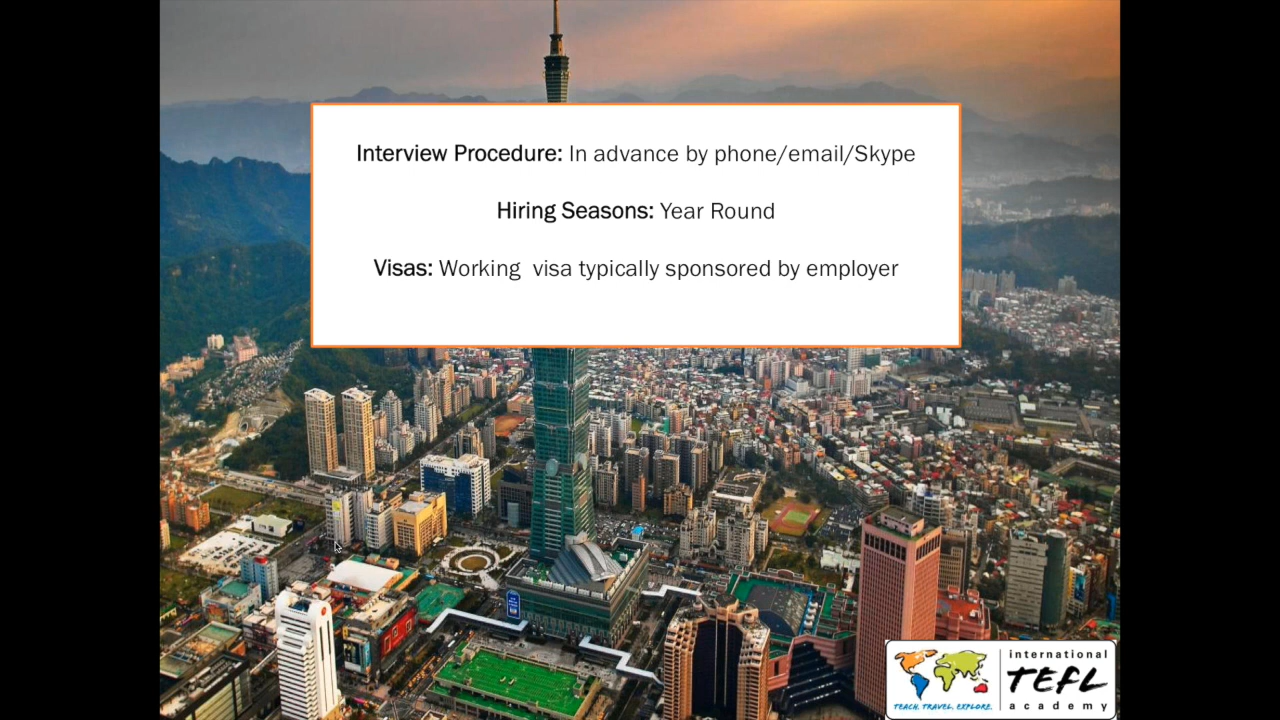 Interview Procedure: In advance by phone/email/Skype
Hiring Seasons: Year Round
Visas: Working  visa typically sponsored by employer
international
TEFL
academy
TEACH. TRAVEL. EXPLORE.